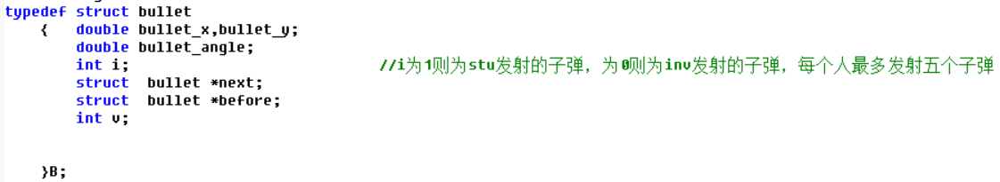 typedef struct bullet
{ double bullet_x,bullet_y;
double bullet_angle;
int i; //i为1则为stu发射的子弹，为0则为inv发射的子弹，每个人最多发射五个子弹
struct bullet *next;
struct bullet *before;
int v;
}B;